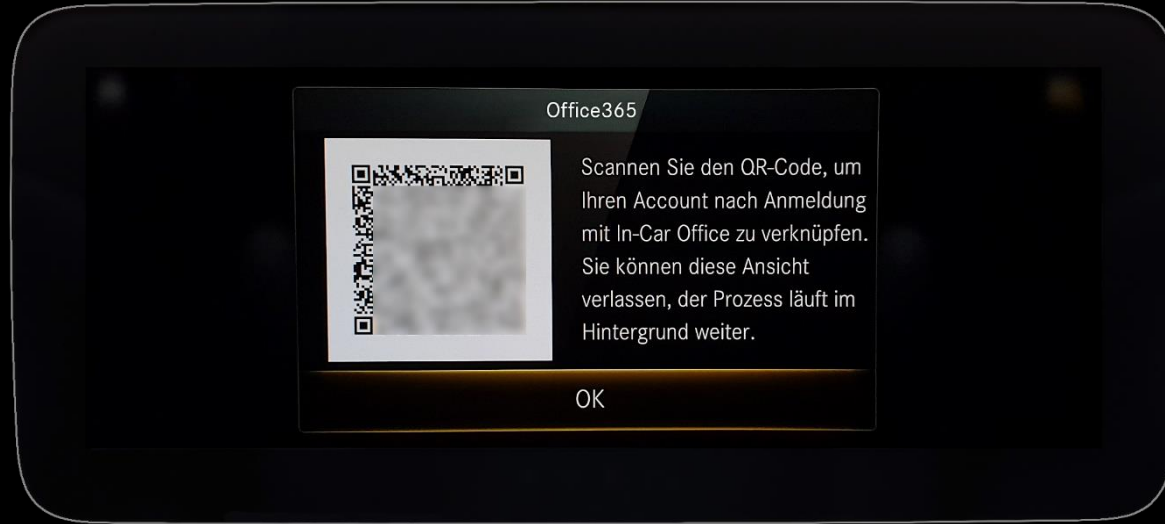 Office365
Scannen Sie den QR-Code, um
Ihren Account nach Anmeldung
mit In-Car Office zu verknüpfen.
Sie können diese Ansicht
verlassen, der Prozess läuft im
Hintergrund weiter.
OK